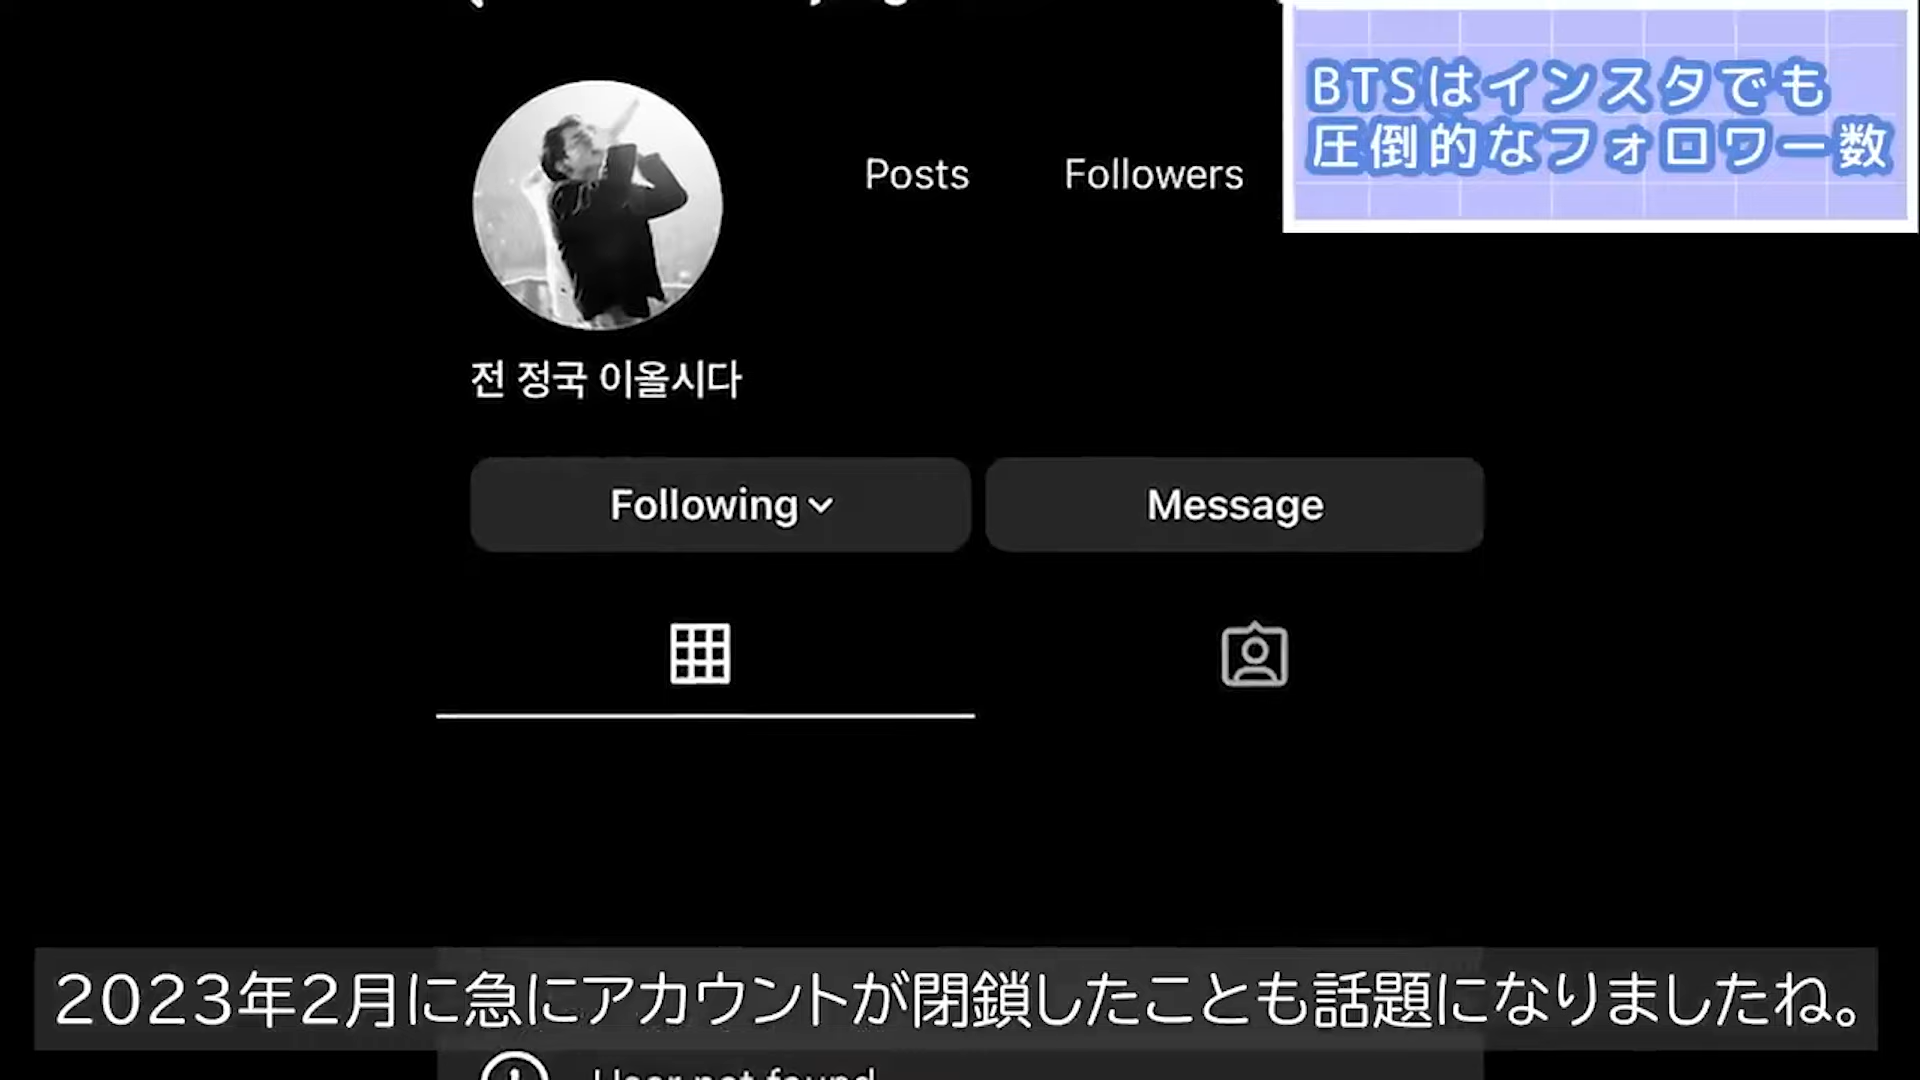 BTSはインスタでも
圧倒的なフォロワー数
Posts
Followers
전 정국 이올시다
Following
Message
2023年2月に急にアカウントが閉鎖したことも話題になりましたね。
User not found